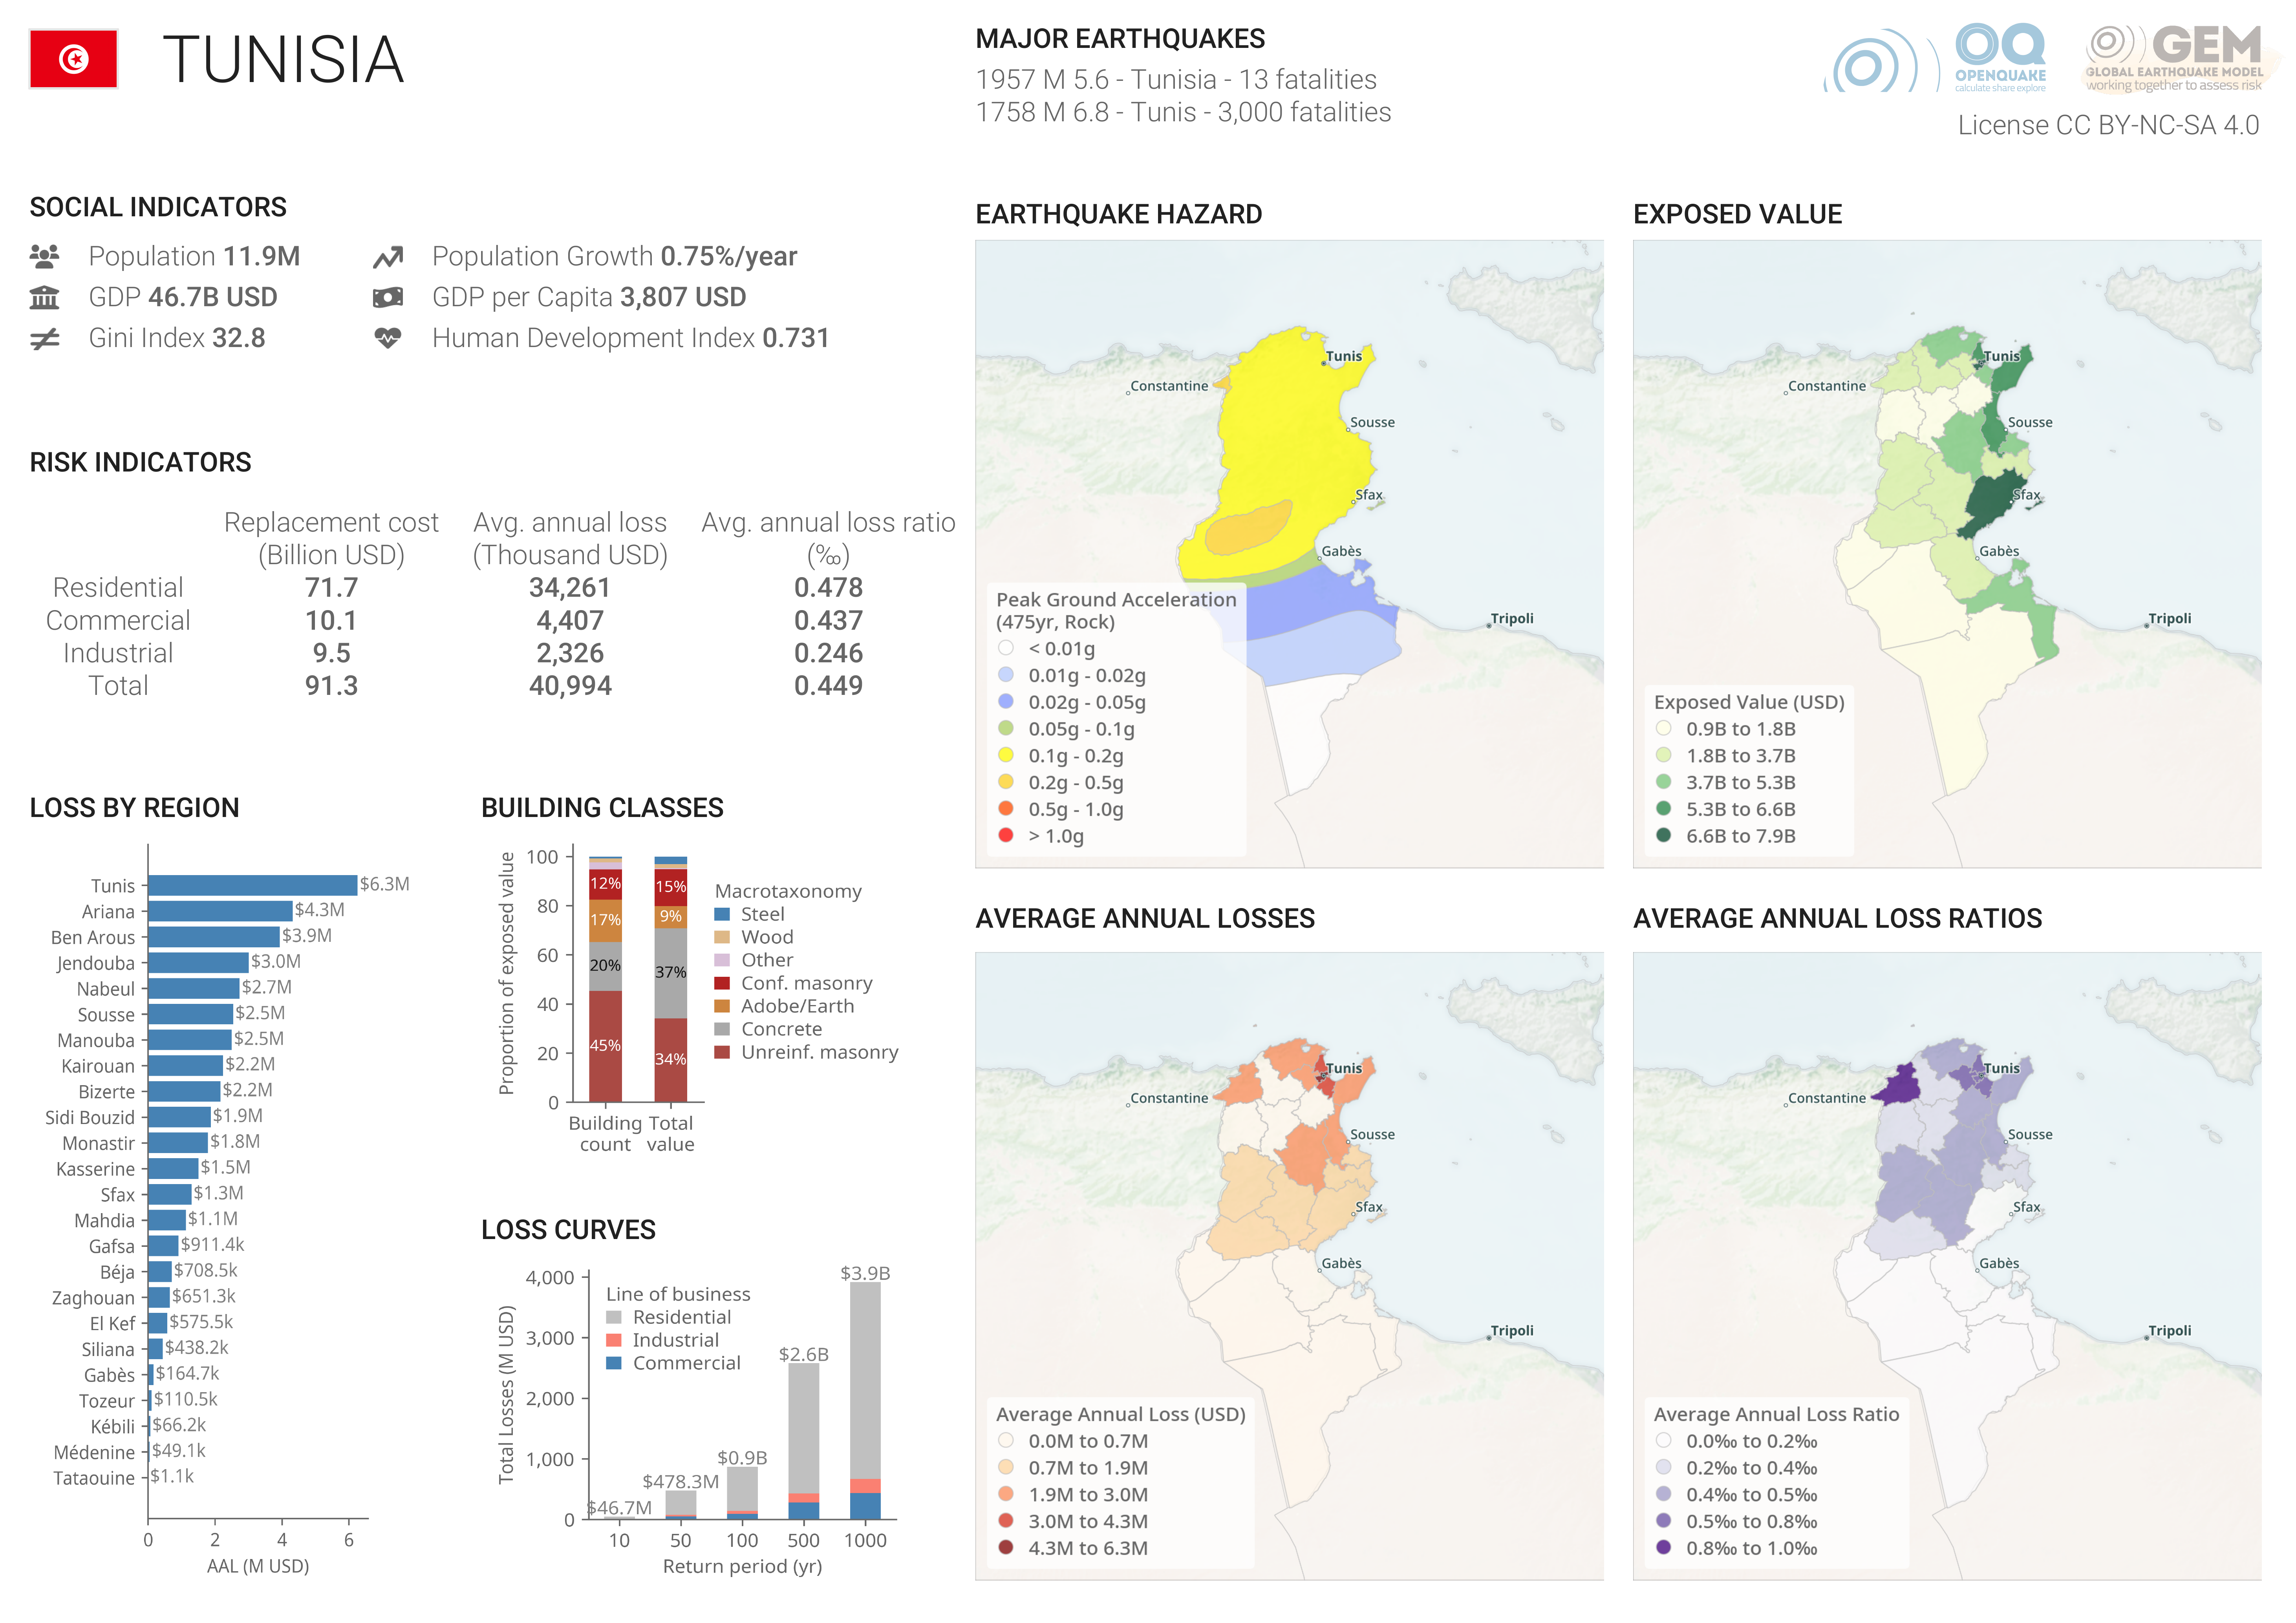 TUNISIA
MAJOR EARTHQUAKES
1957 M 5.6 - Tunisia - 13 fatalities
1758 M 6.8 - Tunis - 3,000 fatalities
OQ
OPENQUAKE
calculate share explore
GEM
GLOBAL EARTHQUAKE MODEL
working together to assess risk
License CC BY-NC-SA 4.0
SOCIAL INDICATORS
Population 11.9M
Population Growth 0.75%/year
GDP 46.7B USD
GDP per Capita 3,807 USD
Gini Index 32.8
Human Development Index 0.731
RISK INDICATORS
Replacement cost Avg. annual loss Avg. annual loss ratio
(Billion USD) (Thousand USD) (‰)
Residential 71.7 34,261 0.478
Commercial 10.1 4,407 0.437
Industrial 9.5 2,326 0.246
Total 91.3 40,994 0.449
LOSS BY REGION
Tunis $6.3M
Ariana $4.3M
Ben Arous $3.9M
Jendouba $3.0M
Nabeul $2.7M
Sousse $2.5M
Manouba $2.5M
Kairouan $2.2M
Bizerte $2.2M
Sidi Bouzid $1.9M
Monastir $1.8M
Kasserine $1.5M
Sfax $1.3M
Mahdia $1.1M
Gafsa $911.4k
Béja $708.5k
Zaghouan $651.3k
El Kef $575.5k
Siliana $438.2k
Gabès $164.7k
Tozeur $110.5k
Kébili $66.2k
Médenine $49.1k
Tataouine $1.1k
0 2 4 6
AAL (M USD)
BUILDING CLASSES
Proportion of exposed value
100
80
60
40
20
0
12% 15%
17% 9%
20% 37%
45% 34%
Building Total
count value
Macrotaxonomy
Steel
Wood
Other
Conf. masonry
Adobe/Earth
Concrete
Unreinf. masonry
LOSS CURVES
Total Losses (M USD)
4,000
3,000
2,000
1,000
0
Line of business
Residential
Industrial
Commercial
$46.7M
$478.3M
$0.9B
$2.6B
$3.9B
10 50 100 500 1000
Return period (yr)
EARTHQUAKE HAZARD
Tunis
Constantine
Sousse
Sfax
Gabès
Tripoli
Peak Ground Acceleration
(475yr, Rock)
< 0.01g
0.01g - 0.02g
0.02g - 0.05g
0.05g - 0.1g
0.1g - 0.2g
0.2g - 0.5g
0.5g - 1.0g
> 1.0g
EXPOSED VALUE
Tunis
Constantine
Sousse
Sfax
Gabès
Tripoli
Exposed Value (USD)
0.9B to 1.8B
1.8B to 3.7B
3.7B to 5.3B
5.3B to 6.6B
6.6B to 7.9B
AVERAGE ANNUAL LOSSES
Tunis
Constantine
Sousse
Sfax
Gabès
Tripoli
Average Annual Loss (USD)
0.0M to 0.7M
0.7M to 1.9M
1.9M to 3.0M
3.0M to 4.3M
4.3M to 6.3M
AVERAGE ANNUAL LOSS RATIOS
Tunis
Constantine
Sousse
Sfax
Gabès
Tripoli
Average Annual Loss Ratio
0.0‰ to 0.2‰
0.2‰ to 0.4‰
0.4‰ to 0.5‰
0.5‰ to 0.8‰
0.8‰ to 1.0‰